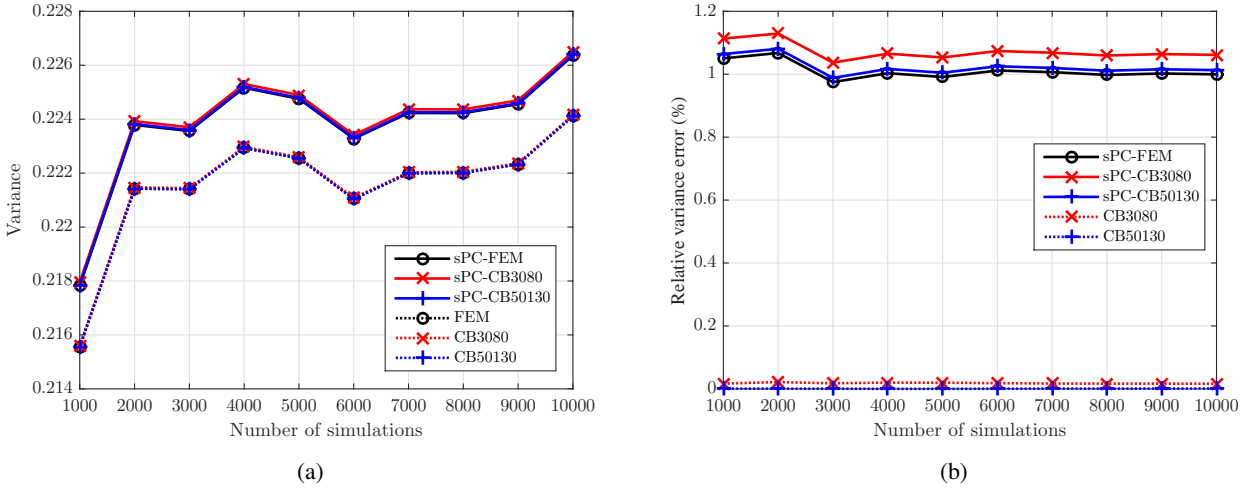 0.228
0.226
0.224
0.222
0.22
0.218
0.216
0.214
Variance
sPC-FEM
sPC-CB3080
sPC-CB50130
FEM
CB3080
CB50130
1000 2000 3000 4000 5000 6000 7000 8000 9000 10000
Number of simulations
(a)
1.2
1
0.8
0.6
0.4
0.2
0
Relative variance error (%)
sPC-FEM
sPC-CB3080
sPC-CB50130
CB3080
CB50130
1000 2000 3000 4000 5000 6000 7000 8000 9000 10000
Number of simulations
(b)